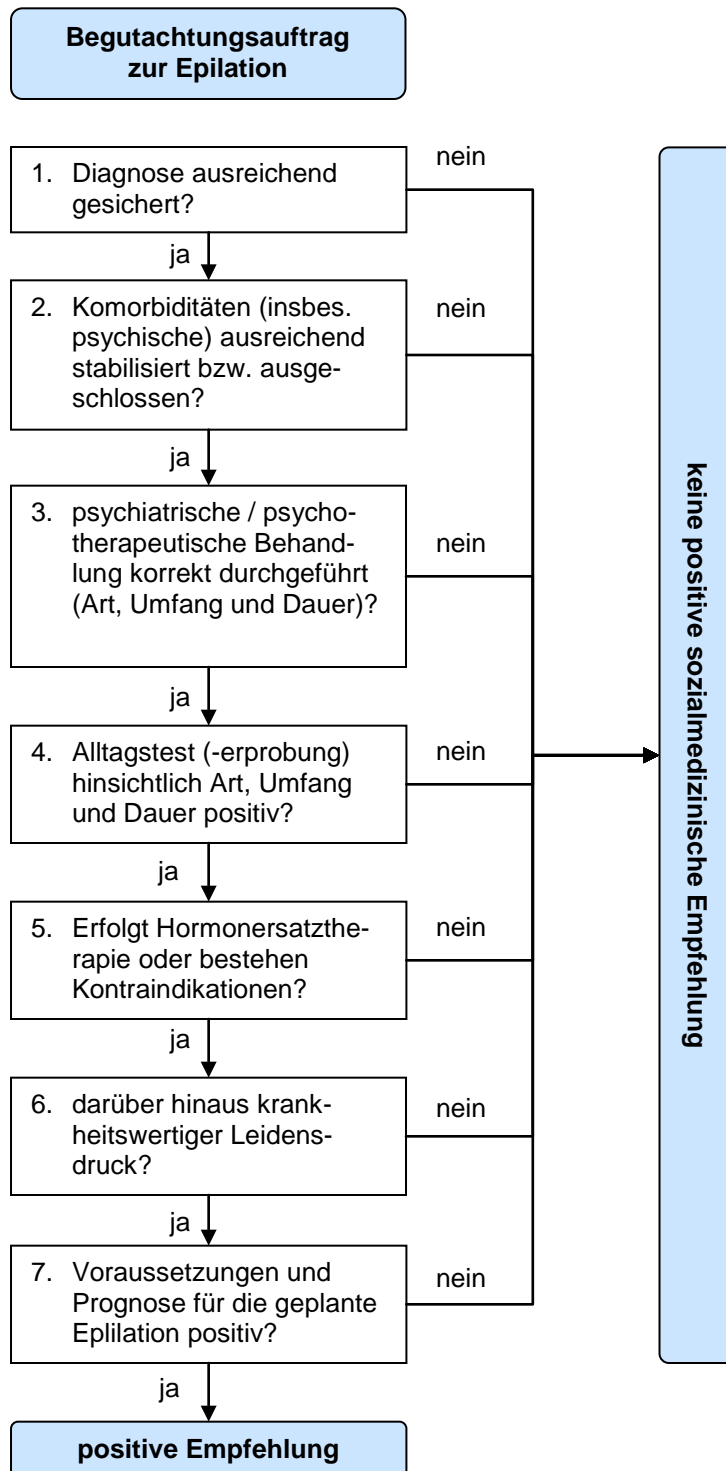 Begutachtungsauftrag
zur Epilation
nein
1. Diagnose ausreichend
gesichert?
ja
2. Komorbiditäten (insbes.
psychische) ausreichend
stabilisiert bzw. ausge-
schlossen?
nein
ja
3. psychiatrische / psycho-
therapeutische Behand-
lung korrekt durchgeführt
(Art, Umfang und Dauer)?
nein
ja
4. Alltagstest (-erprobung)
hinsichtlich Art, Umfang
und Dauer positiv?
nein
ja
5. Erfolgt Hormonersatzthe-
rapie oder bestehen
Kontraindikationen?
nein
ja
6. darüber hinaus krank-
heitswertiger Leidens-
druck?
nein
ja
7. Voraussetzungen und
Prognose für die geplante
Eplilation positiv?
nein
ja
positive Empfehlung
keine positive sozialmedizinische Empfehlung